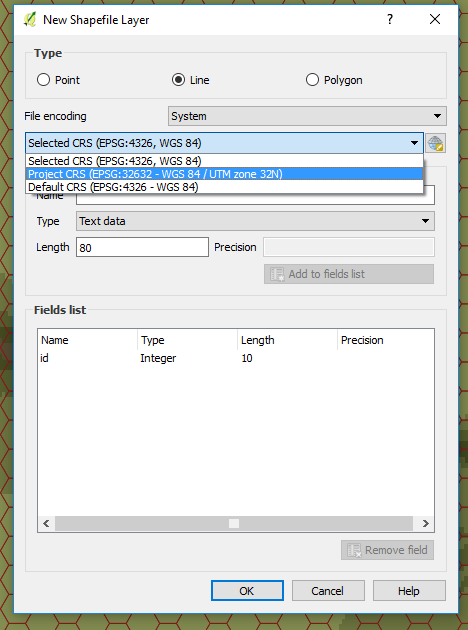 New Shapefile Layer
Type
Point Line Polygon
File encoding System
Selected CRS (EPSG:4326, WGS 84)
Selected CRS (EPSG:4326, WGS 84)
Project CRS (EPSG:32632 - WGS 84 / UTM zone 32N)
Default CRS (EPSG:4326 - WGS 84)
Name
Type Text data
Length 80 Precision
Add to fields list
Fields list
Name Type Length Precision
id Integer 10
Remove field
OK Cancel Help